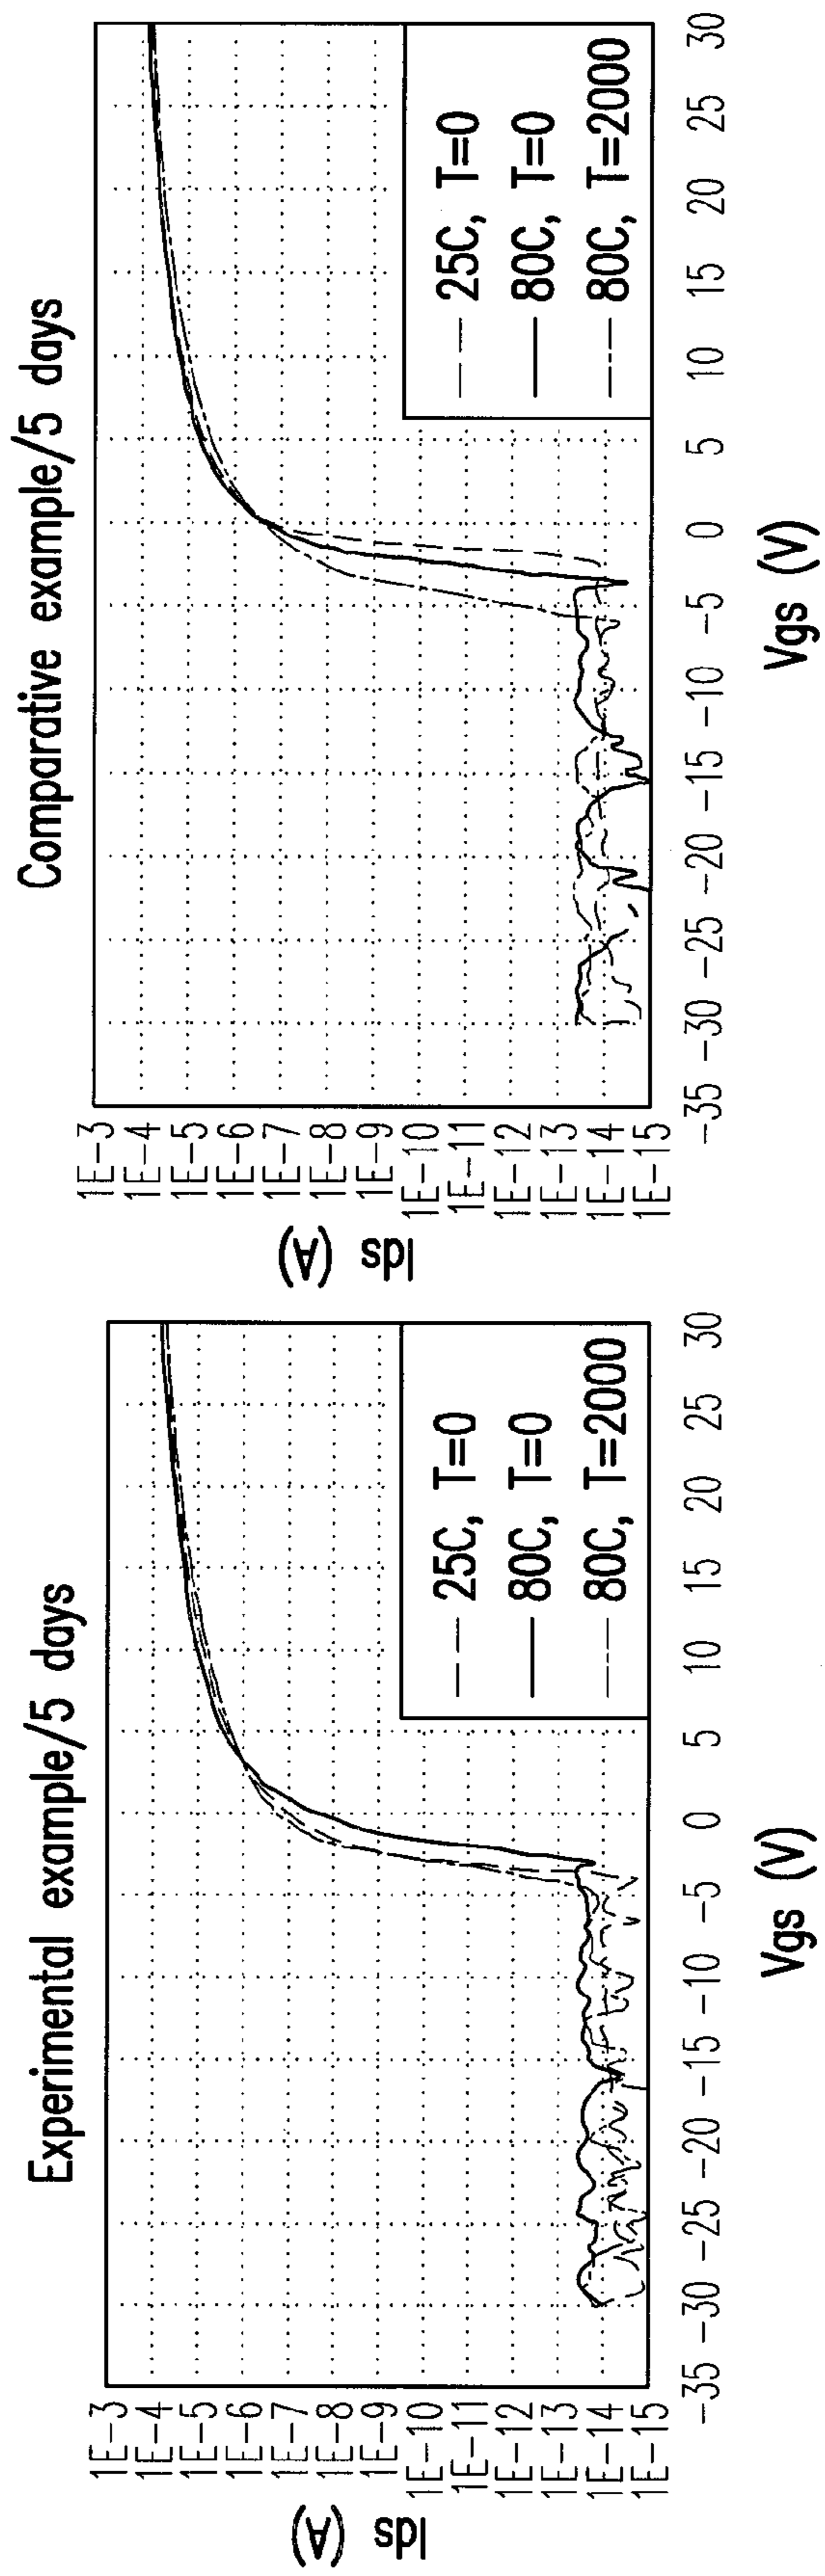 Experimental example/5 days
Ids (A)
1E-3
1E-4
1E-5
1E-6
1E-7
1E-8
1E-9
1E-10
1E-11
1E-12
1E-13
1E-14
1E-15
25C, T=0
80C, T=0
80C, T=2000
-35 -30 -25 -20 -15 -10 -5 0 5 10 15 20 25 30
Vgs (V)
Comparative example/5 days
Ids (A)
1E-3
1E-4
1E-5
1E-6
1E-7
1E-8
1E-9
1E-10
1E-11
1E-12
1E-13
1E-14
1E-15
25C, T=0
80C, T=0
80C, T=2000
-35 -30 -25 -20 -15 -10 -5 0 5 10 15 20 25 30
Vgs (V)